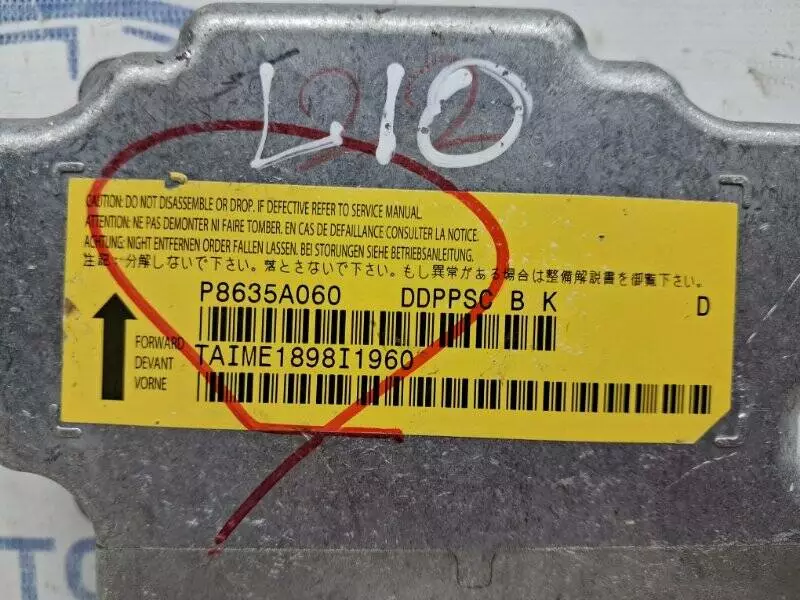 L10
CAUTION: DO NOT DISASSEMBLE OR DROP. IF DEFECTIVE REFER TO SERVICE MANUAL.
ATTENTION: NE PAS DEMONTER NI FAIRE TOMBER. EN CAS DE DEFAILLANCE CONSULTER LA NOTICE.
ACHTUNG: NIGHT ENTFERNEN ORDER FALLEN LASSEN. BEI STORUNGEN SIEHE BETRIEBSANLEITUNG.
注記: 分解しないで下さい。落とさないで下さい。もし異常がある場合は整備解説書を御覧下さい。
P8635A060 DDPPSC B K D
FORWARD
DEVANT
VORNE
TAIME1898I1960